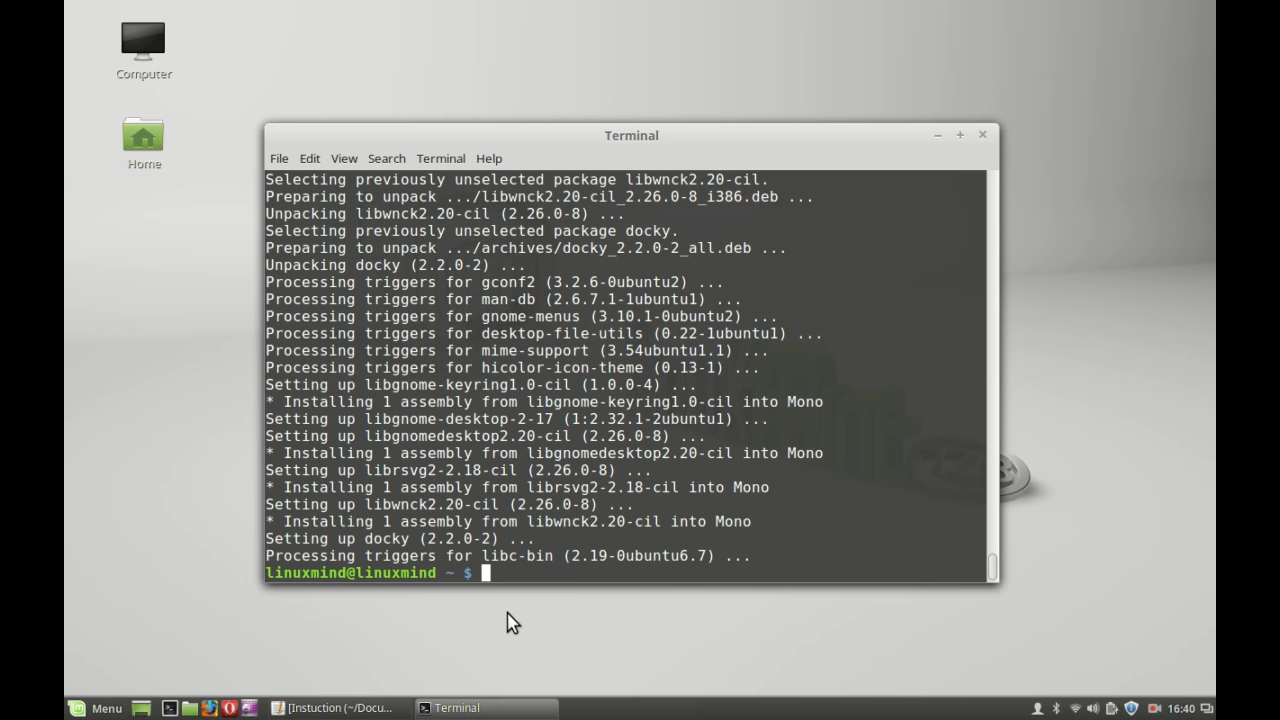 Computer
Home
Terminal
File Edit View Search Terminal Help
Selecting previously unselected package libwnck2.20-cil.
Preparing to unpack .../libwnck2.20-cil_2.26.0-8_i386.deb ...
Unpacking libwnck2.20-cil (2.26.0-8) ...
Selecting previously unselected package docky.
Preparing to unpack .../archives/docky_2.2.0-2_all.deb ...
Unpacking docky (2.2.0-2) ...
Processing triggers for gconf2 (3.2.6-0ubuntu2) ...
Processing triggers for man-db (2.6.7.1-1ubuntu1) ...
Processing triggers for gnome-menus (3.10.1-0ubuntu2) ...
Processing triggers for desktop-file-utils (0.22-1ubuntu1) ...
Processing triggers for mime-support (3.54ubuntu1.1) ...
Processing triggers for hicolor-icon-theme (0.13-1) ...
Setting up libgnome-keyring1.0-cil (1.0.0-4) ...
* Installing 1 assembly from libgnome-keyring1.0-cil into Mono
Setting up libgnome-desktop-2-17 (1:2.32.1-2ubuntu1) ...
Setting up libgnomedesktop2.20-cil (2.26.0-8) ...
* Installing 1 assembly from libgnomedesktop2.20-cil into Mono
Setting up librsvg2-2.18-cil (2.26.0-8) ...
* Installing 1 assembly from librsvg2-2.18-cil into Mono
Setting up libwnck2.20-cil (2.26.0-8) ...
* Installing 1 assembly from libwnck2.20-cil into Mono
Setting up docky (2.2.0-2) ...
Processing triggers for libc-bin (2.19-0ubuntu6.7) ...
linuxmind@linuxmind ~ $
Menu [Instuction (~/Docu... Terminal 16:40